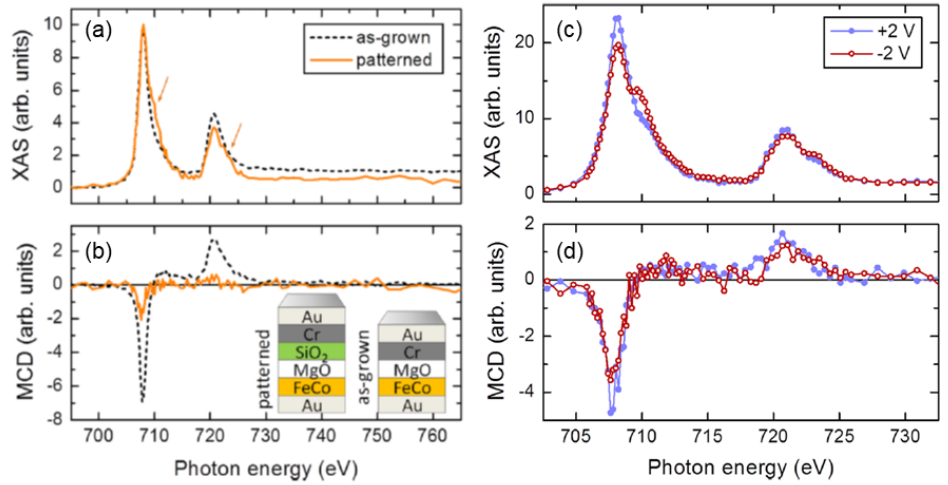 (a)
as-grown
patterned
XAS (arb. units)
10
8
6
4
2
0
(b)
MCD (arb. units)
2
0
-2
-4
-6
-8
patterned
Au
Cr
SiO2
MgO
FeCo
Au
as-grown
Au
Cr
MgO
FeCo
Au
700 710 720 730 740 750 760
Photon energy (eV)
(c)
+2 V
-2 V
XAS (arb. units)
20
10
0
(d)
MCD (arb. units)
2
0
-2
-4
705 710 715 720 725 730
Photon energy (eV)